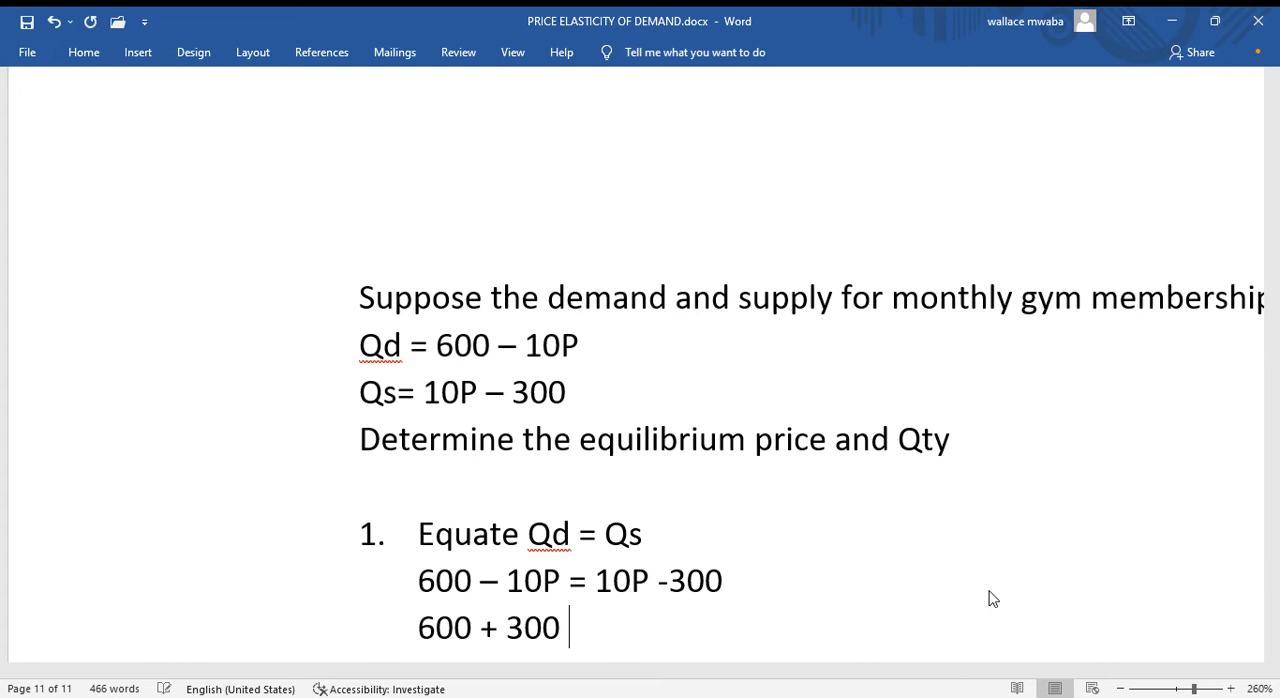 PRICE ELASTICITY OF DEMAND.docx - Word
wallace mwaba
File Home Insert Design Layout References Mailings Review View Help Tell me what you want to do Share
Suppose the demand and supply for monthly gym membership
Qd = 600 – 10P
Qs= 10P – 300
Determine the equilibrium price and Qty
1. Equate Qd = Qs
600 – 10P = 10P -300
600 + 300
Page 11 of 11 466 words English (United States) Accessibility: Investigate 260%